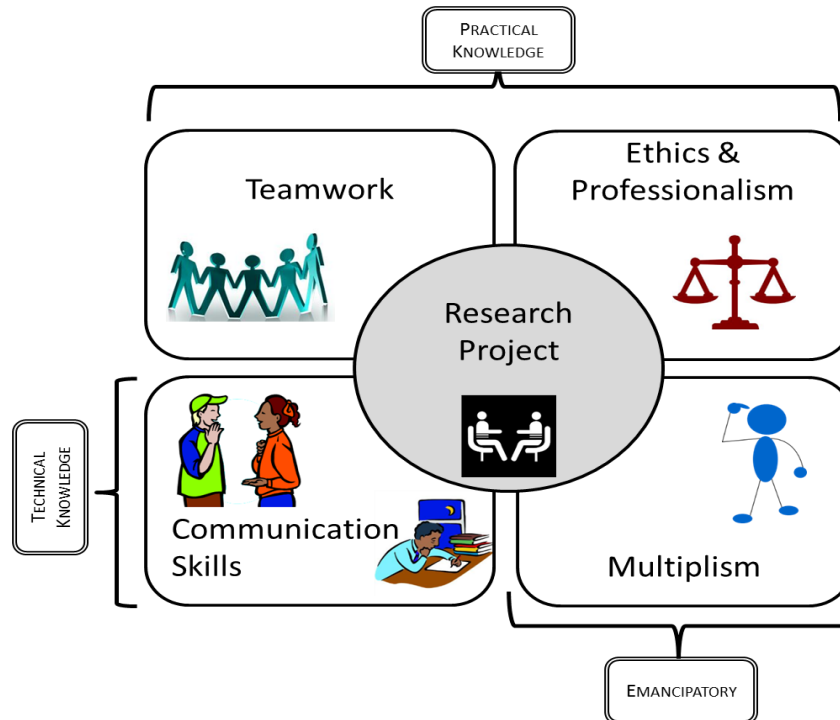 PRACTICAL
KNOWLEDGE
Teamwork
Ethics &
Professionalism
Research
Project
TECHNICAL
KNOWLEDGE
Communication
Skills
Multiplism
EMANCIPATORY